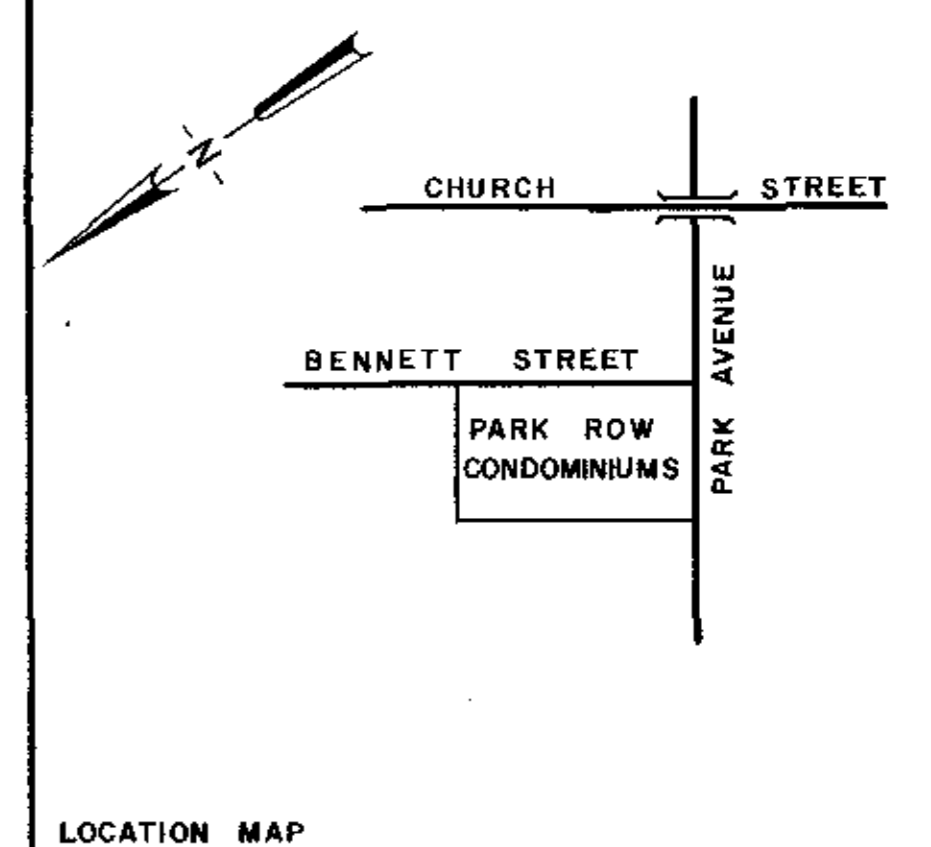 N
CHURCH STREET
PARK AVENUE
BENNETT STREET
PARK ROW
CONDOMINIUMS
LOCATION MAP